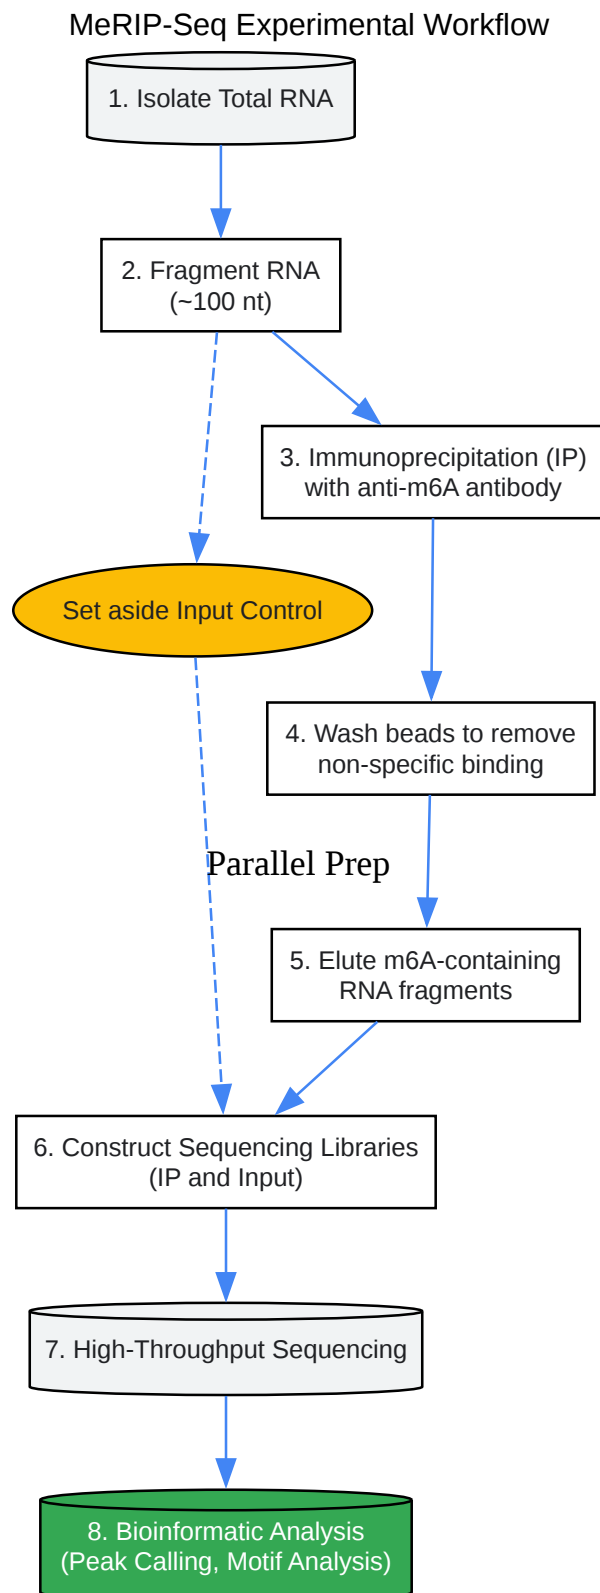 MeRIP-Seq Experimental Workflow
1. Isolate Total RNA
2. Fragment RNA
(~100 nt)
3. Immunoprecipitation (IP)
with anti-m6A antibody
Set aside Input Control
4. Wash beads to remove
non-specific binding
Parallel Prep
5. Elute m6A-containing
RNA fragments
6. Construct Sequencing Libraries
(IP and Input)
7. High-Throughput Sequencing
8. Bioinformatic Analysis
(Peak Calling, Motif Analysis)